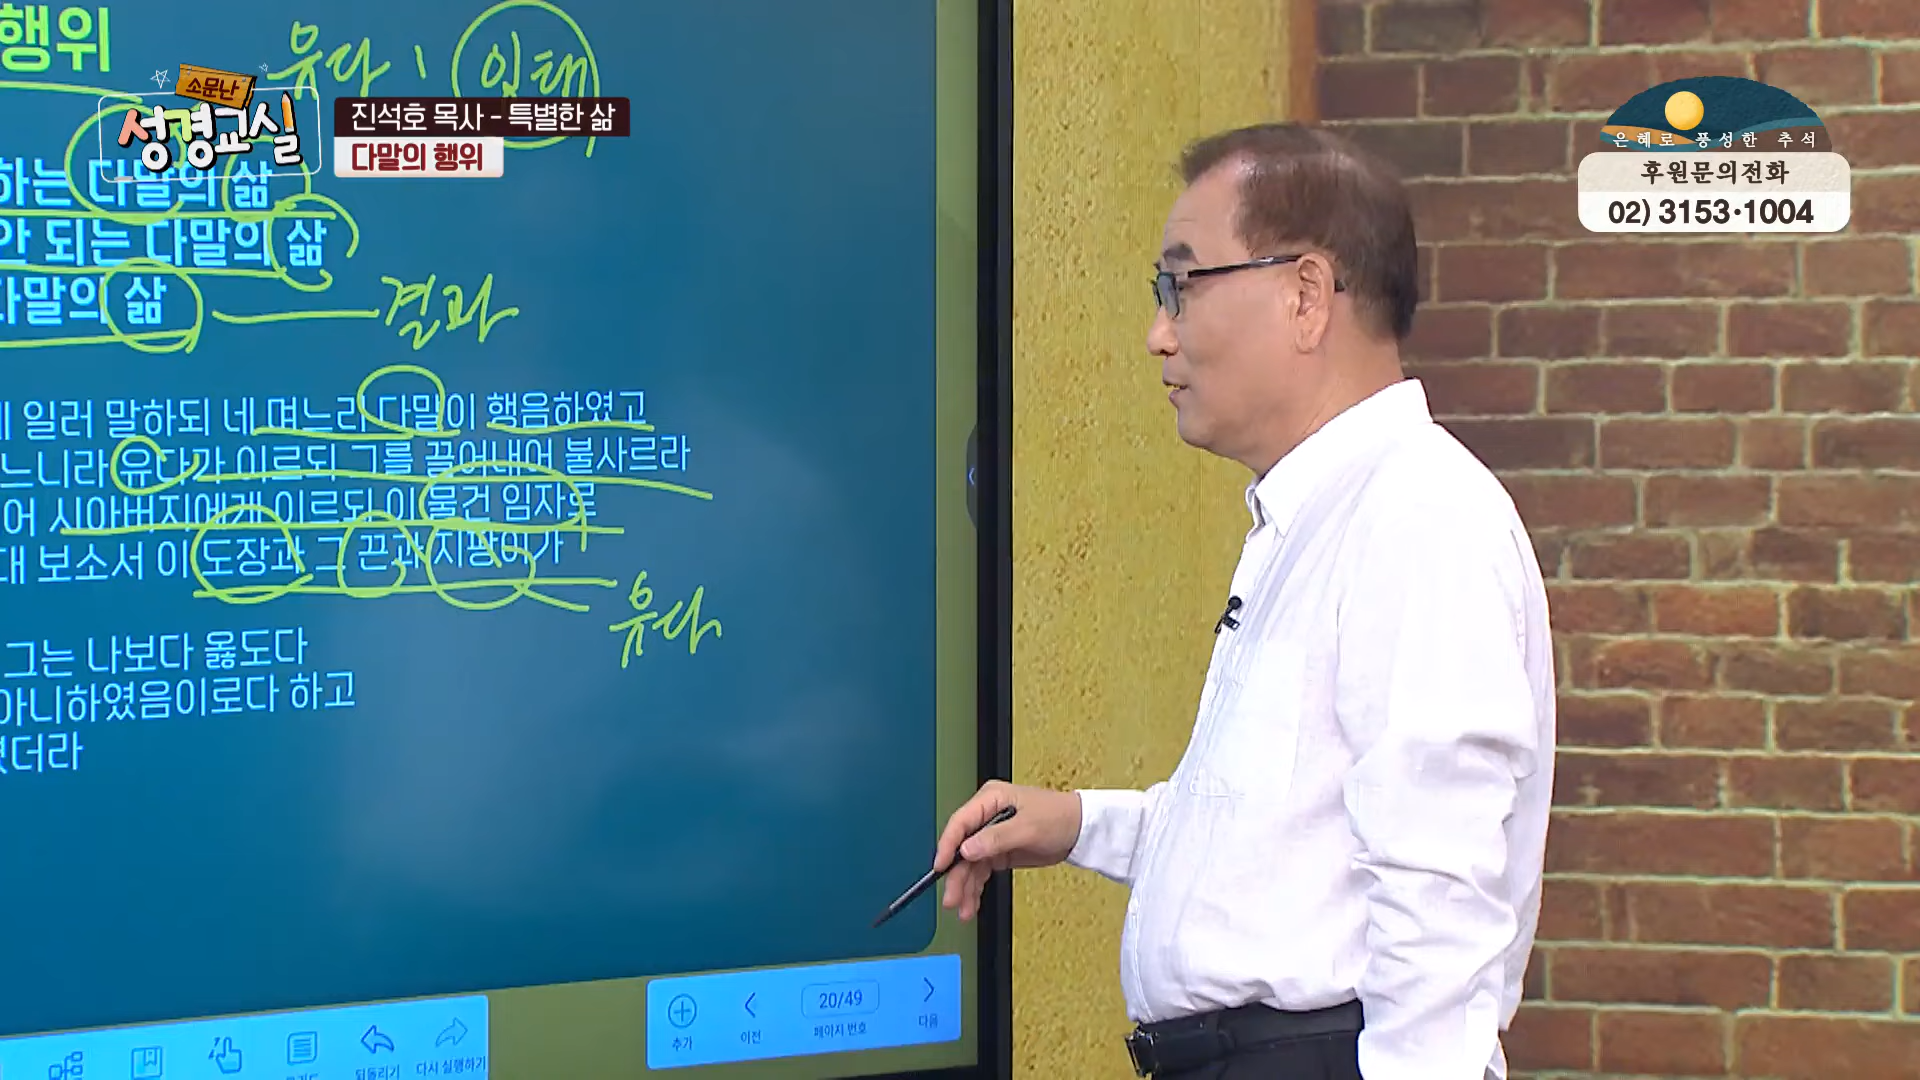 행위
유다 잉태
소문난
성경교실
진석호 목사 - 특별한 삶
다말의 행위
은혜로 풍성한 추석
후원문의전화
02) 3153·1004
하는 다말의 삶
안 되는 다말의 삶
다말의 삶 결과
일러 말하되 네 며느리 다말이 행음하였고
느니라 유다가 이르되 그를 끌어내어 불사르라
어 시아버지에게 이르되 이 물건 임자로
대 보소서 이 도장과 그 끈과 지팡이가
유다
그는 나보다 옳도다
아니하였음이로다 하고
더라
추가
이전
20/49
페이지 번호
다음
되돌리기
다시 실행하기